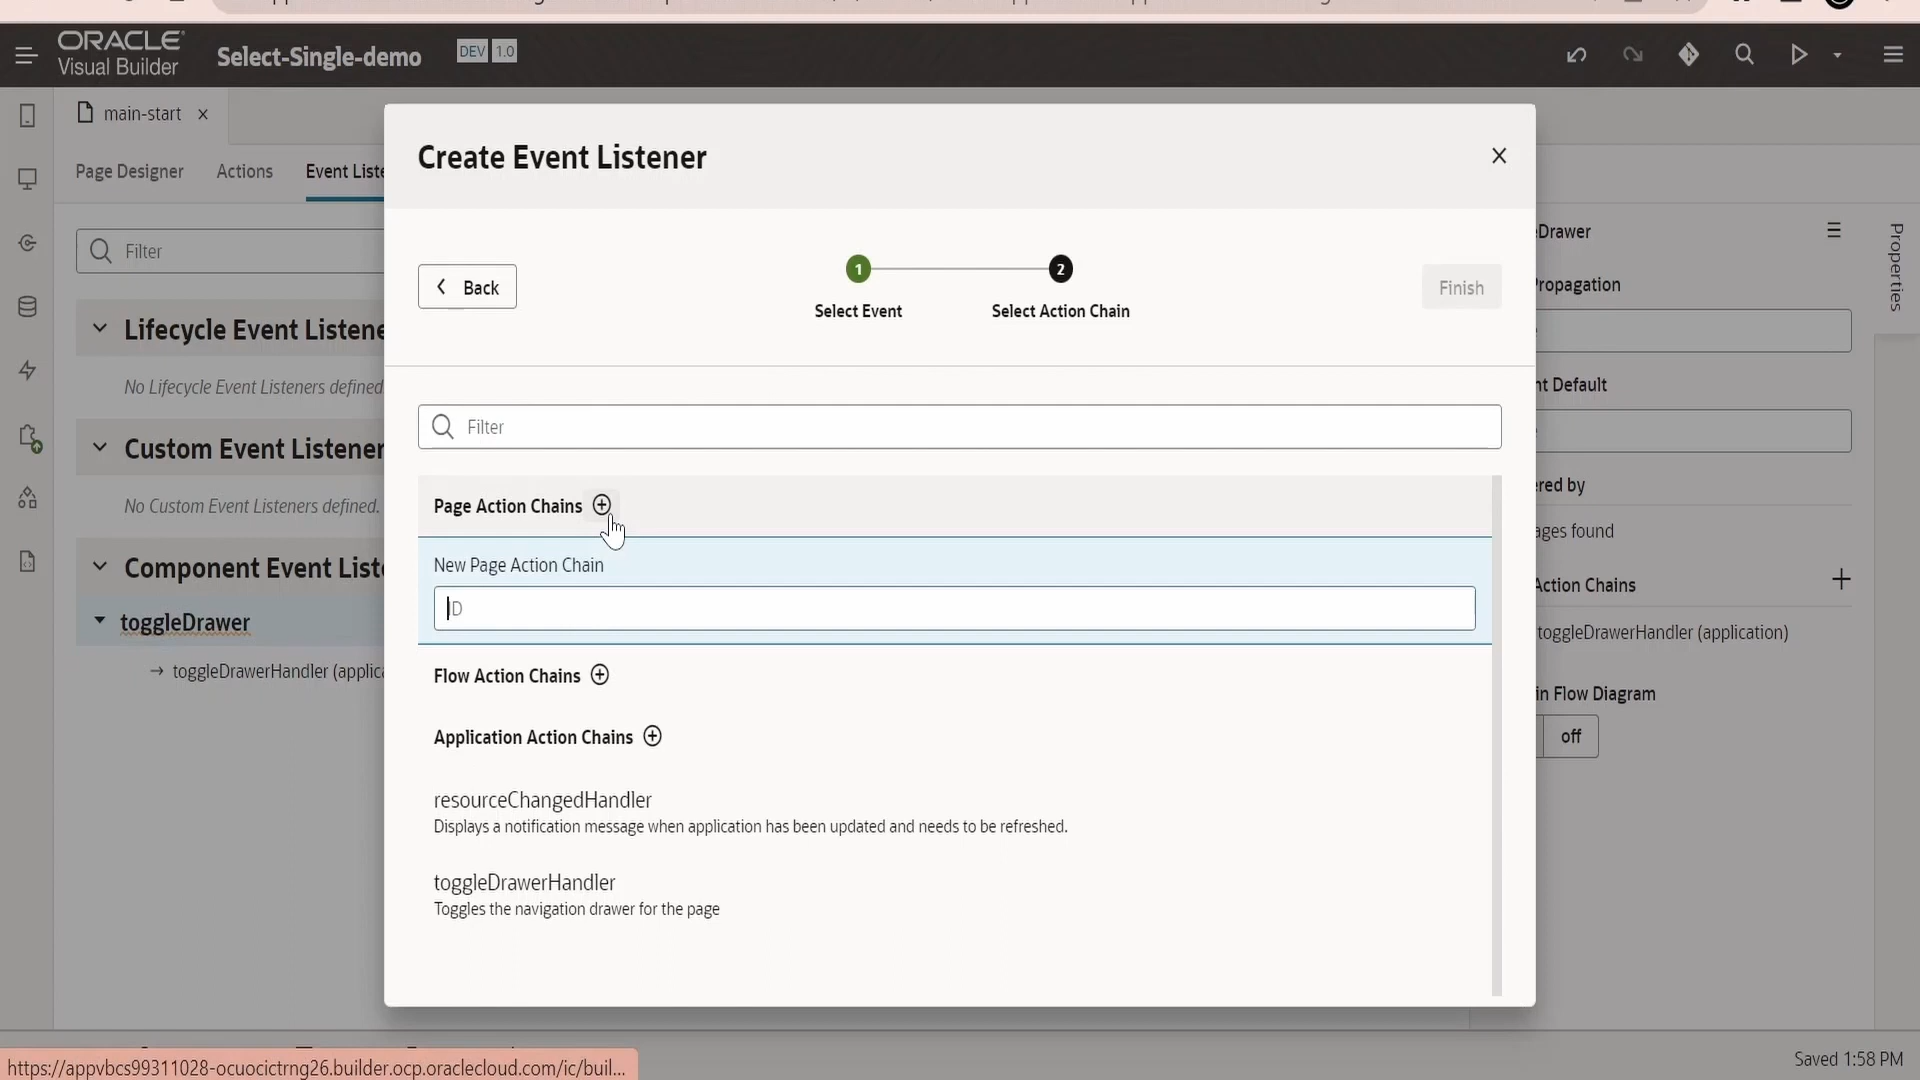 ORACLE
Visual Builder
Select-Single-demo
DEV 1.0
main-start
Page Designer
Actions
Event Liste
Filter
Lifecycle Event Listene
No Lifecycle Event Listeners defined
Custom Event Listener
No Custom Event Listeners defined.
Component Event Liste
toggleDrawer
→ toggleDrawerHandler (applica
Create Event Listener
Back
1
2
Select Event
Select Action Chain
Finish
Filter
Page Action Chains
New Page Action Chain
ID
Flow Action Chains
Application Action Chains
resourceChangedHandler
Displays a notification message when application has been updated and needs to be refreshed.
toggleDrawerHandler
Toggles the navigation drawer for the page
Drawer
Propagation
nt Default
ered by
ages found
Action Chains
toggleDrawerHandler (application)
in Flow Diagram
off
Properties
https://appvbcs99311028-ocuocictrng26.builder.ocp.oraclecloud.com/ic/buil...
Saved 1:58 PM